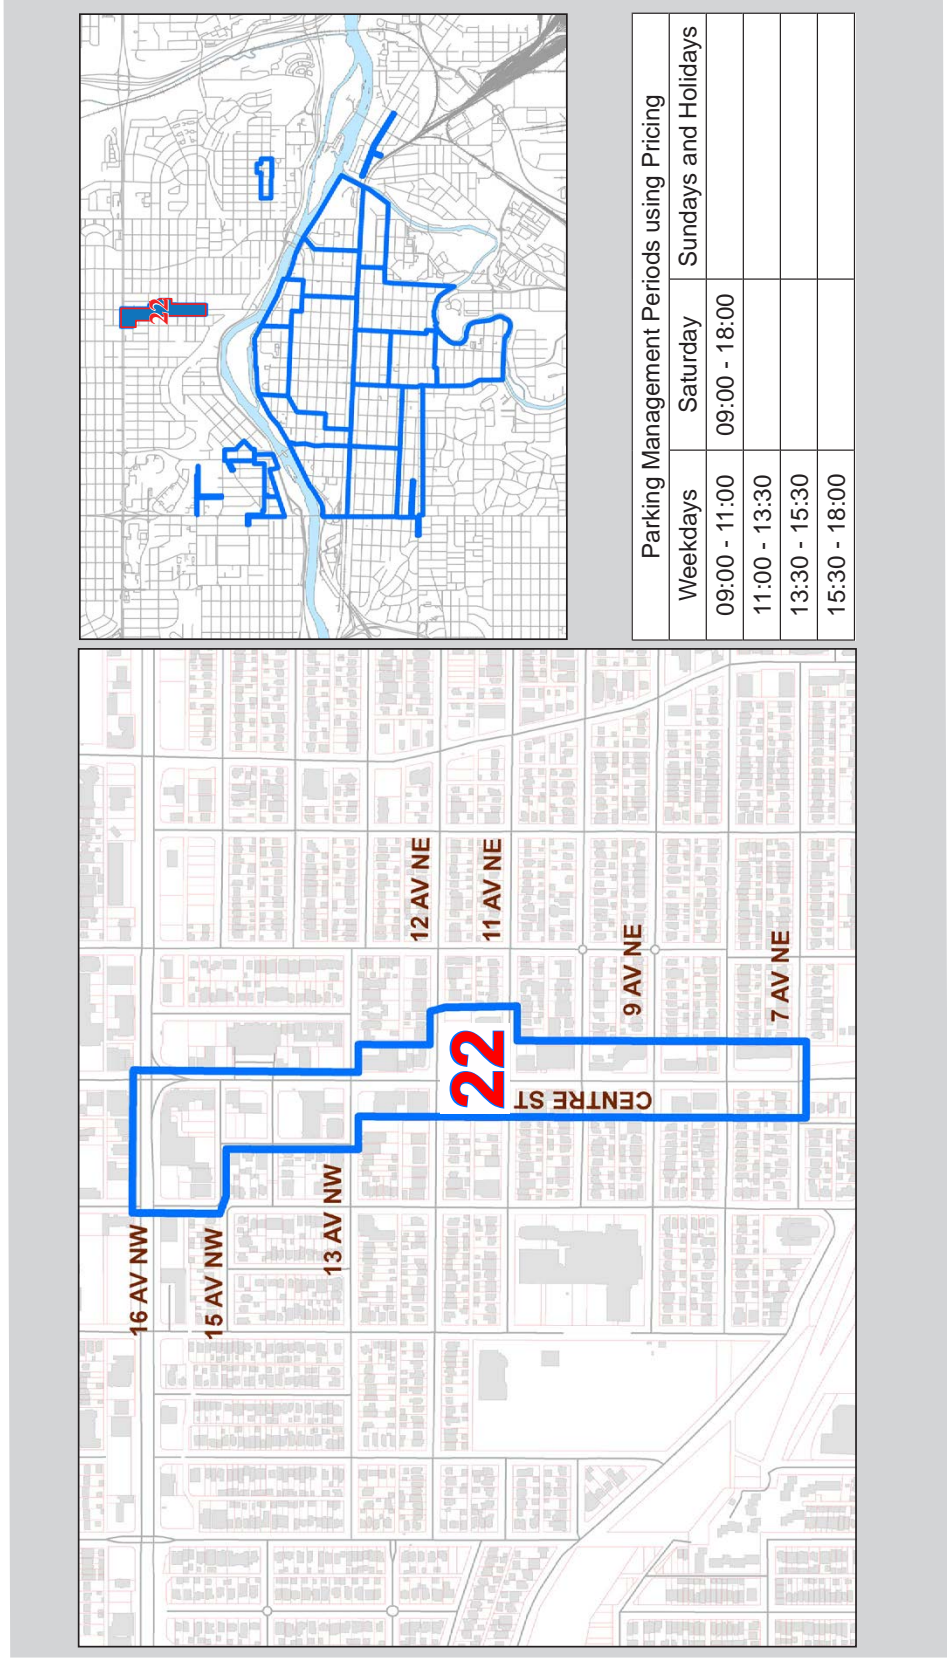 16 AV NW
15 AV NW
13 AV NW
12 AV NE
11 AV NE
22
CENTRE ST
9 AV NE
7 AV NE
22
Parking Management Periods using Pricing
Weekdays Saturday Sundays and Holidays
09:00 - 11:00 09:00 - 18:00
11:00 - 13:30
13:30 - 15:30
15:30 - 18:00